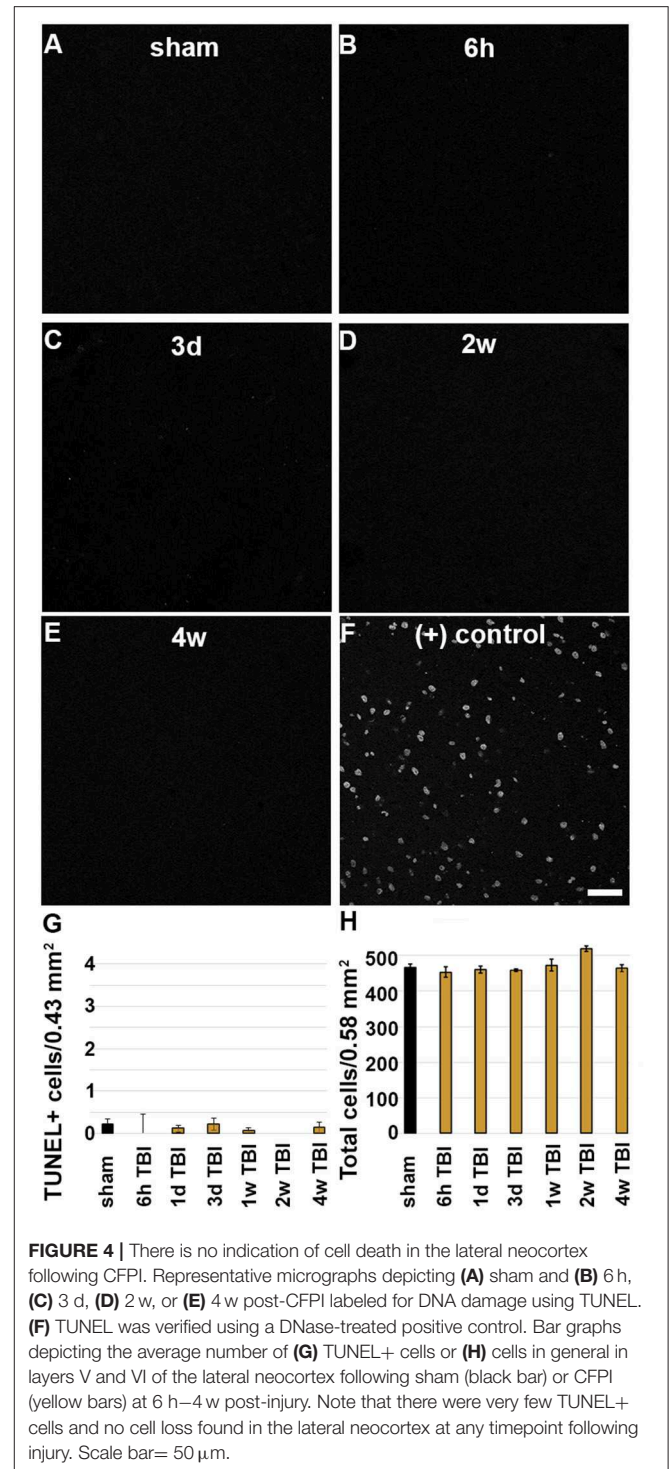 A sham
B 6h
C 3d
D 2w
E 4w
F (+) control
G
TUNEL+ cells/0.43 mm²
4
3
2
1
0
sham
6h TBI
1d TBI
3d TBI
1w TBI
2w TBI
4w TBI
H
Total cells/0.58 mm²
500
400
300
200
100
0
sham
6h TBI
1d TBI
3d TBI
1w TBI
2w TBI
4w TBI
FIGURE 4 | There is no indication of cell death in the lateral neocortex
following CFPI. Representative micrographs depicting (A) sham and (B) 6 h,
(C) 3 d, (D) 2 w, or (E) 4 w post-CFPI labeled for DNA damage using TUNEL.
(F) TUNEL was verified using a DNase-treated positive control. Bar graphs
depicting the average number of (G) TUNEL+ cells or (H) cells in general in
layers V and VI of the lateral neocortex following sham (black bar) or CFPI
(yellow bars) at 6 h–4 w post-injury. Note that there were very few TUNEL+
cells and no cell loss found in the lateral neocortex at any timepoint following
injury. Scale bar= 50 μm.